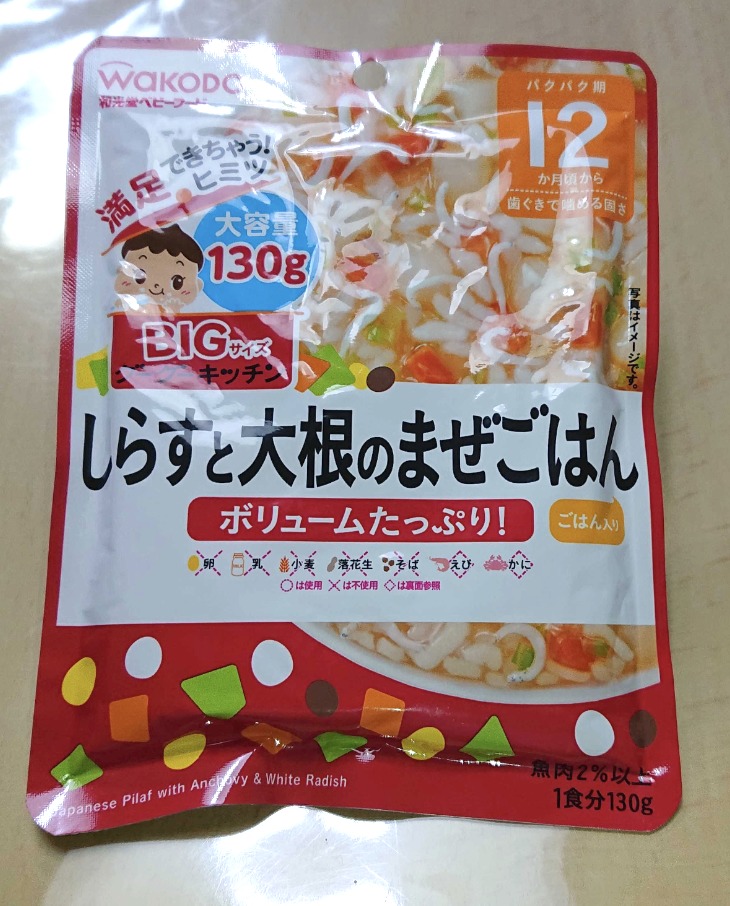 WAKODO
和光堂ベビーフード
満足できちゃう!
ヒミツ
大容量
130g
BIGサイズ
キッチン
パクパク期
12
か月頃から
歯ぐきで噛める固さ
写真はイメージです。
しらすと大根のまぜごはん
ボリュームたっぷり!
ごはん入り
卵 乳 小麦 落花生 そば えび かに
は使用 は不使用 は裏面参照
魚肉2%以上
1食分130g
Japanese Pilaf with Anchovy & White Radish